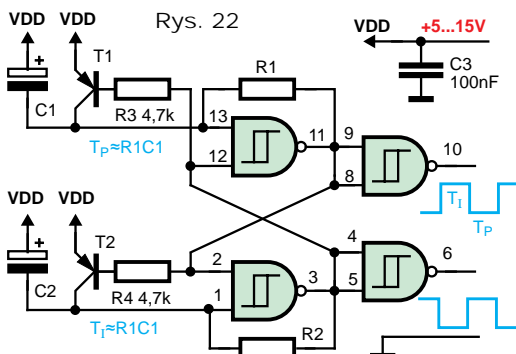 Rys. 22
VDD
VDD
VDD
+5...15V
C3
100nF
+
C1
T1
R3 4,7k
R1
13
12
11
9
8
10
TP≈R1C1
TI
TP
VDD
VDD
+
C2
T2
R4 4,7k
2
1
3
4
5
6
TI≈R1C1
R2